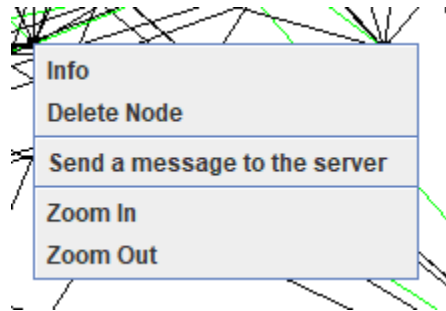 Info
Delete Node
Send a message to the server
Zoom In
Zoom Out